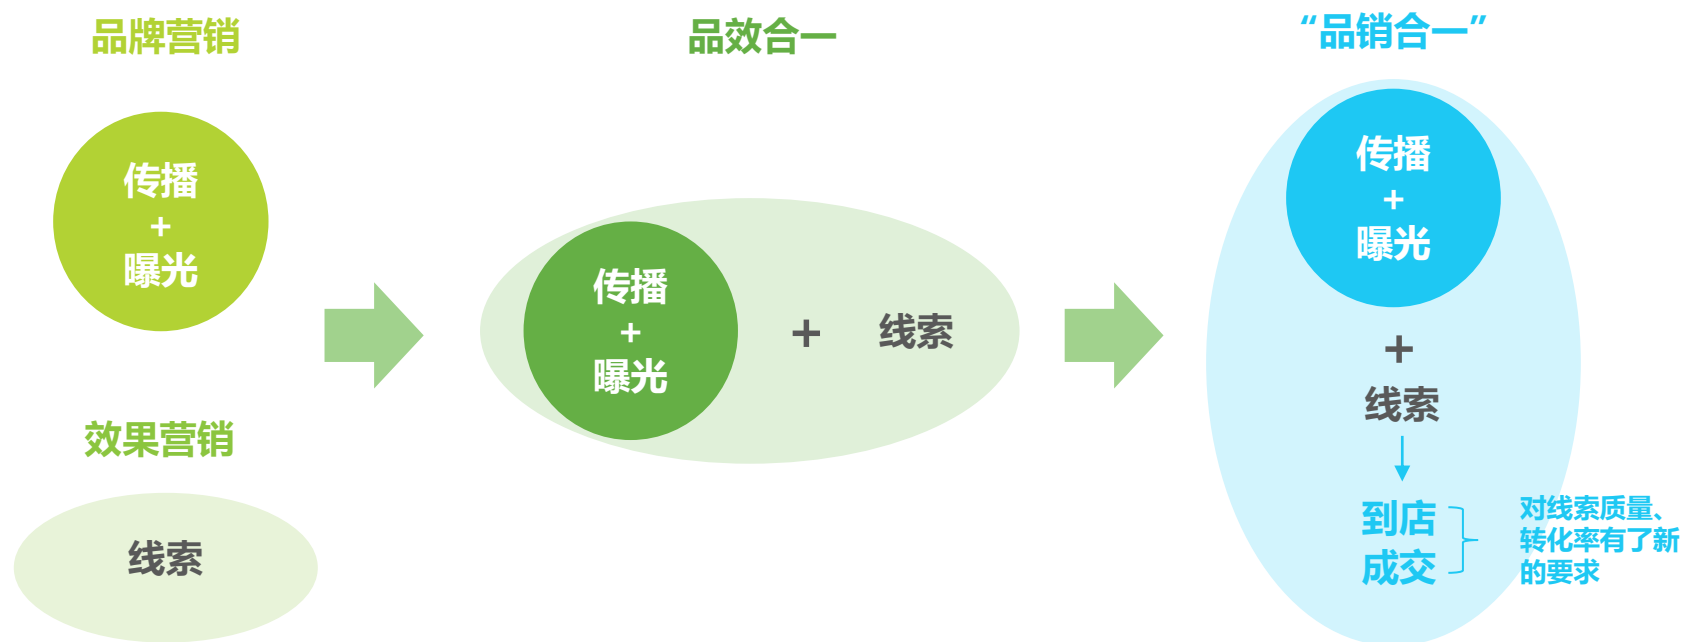 品牌营销
传播
+
曝光
效果营销
线索
品效合一
传播
+
曝光
+
线索
“品销合一”
传播
+
曝光
+
线索
到店
成交
对线索质量、
转化率有了新
的要求